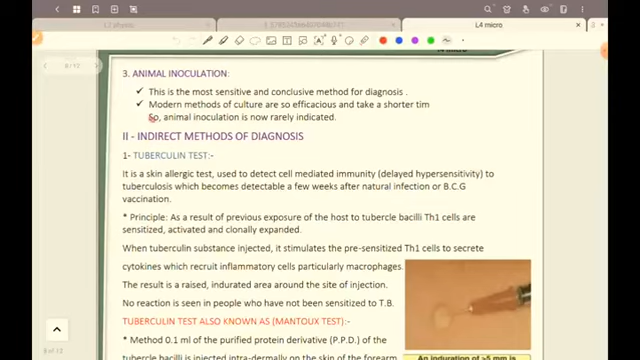 L4 micro
L4 micro
3. ANIMAL INOCULATION:
✓ This is the most sensitive and conclusive method for diagnosis .
✓ Modern methods of culture are so efficacious and take a shorter tim
So, animal inoculation is now rarely indicated.
II - INDIRECT METHODS OF DIAGNOSIS
1- TUBERCULIN TEST:-
It is a skin allergic test, used to detect cell mediated immunity (delayed hypersensitivity) to
tuberculosis which becomes detectable a few weeks after natural infection or B.C.G
vaccination.
* Principle: As a result of previous exposure of the host to tubercle bacilli Th1 cells are
sensitized, activated and clonally expanded.
When tuberculin substance injected, it stimulates the pre-sensitized Th1 cells to secrete
cytokines which recruit inflammatory cells particularly macrophages.
The result is a raised, indurated area around the site of injection.
No reaction is seen in people who have not been sensitized to T.B.
TUBERCULIN TEST ALSO KNOWN AS (MANTOUX TEST):-
* Method 0.1 ml of the purified protein derivative (P.P.D.) of the
tubercle bacilli is injected intra-dermally on the skin of the forearm
An induration of >5 mm is